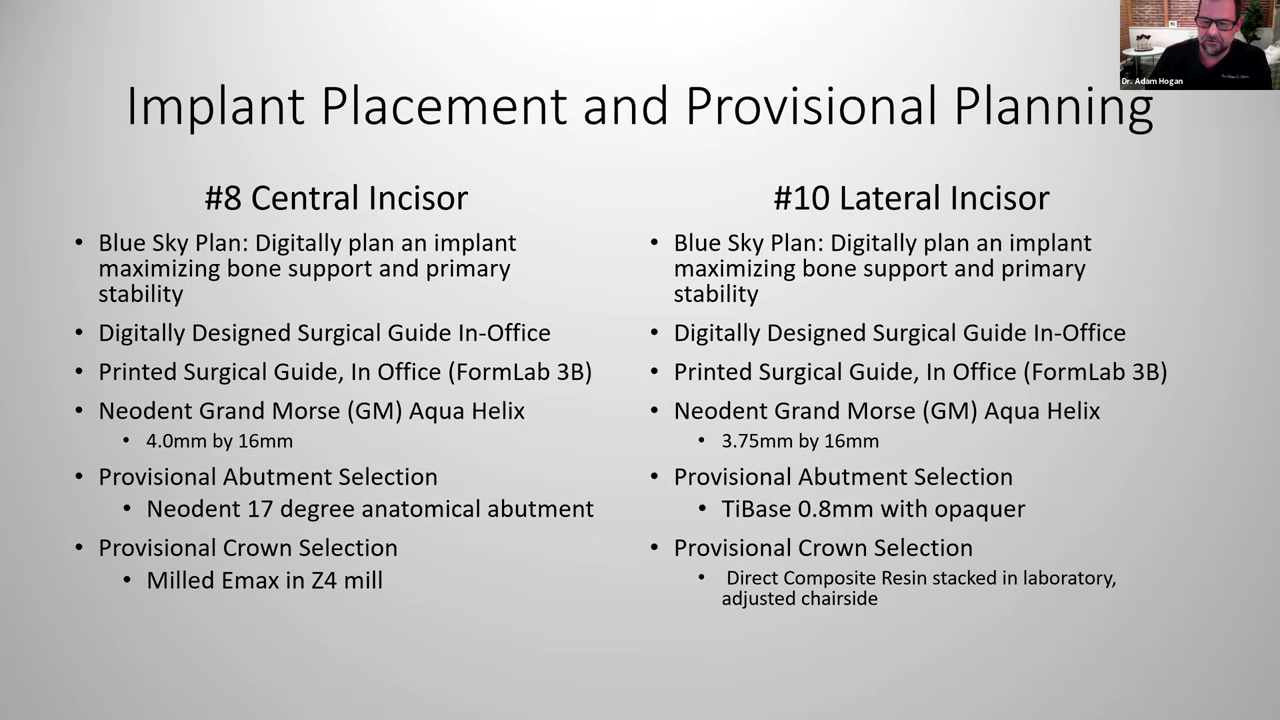 Dr. Adam Hogan
Implant Placement and Provisional Planning
#8 Central Incisor
• Blue Sky Plan: Digitally plan an implant
maximizing bone support and primary
stability
• Digitally Designed Surgical Guide In-Office
• Printed Surgical Guide, In Office (FormLab 3B)
• Neodent Grand Morse (GM) Aqua Helix
• 4.0mm by 16mm
• Provisional Abutment Selection
• Neodent 17 degree anatomical abutment
• Provisional Crown Selection
• Milled Emax in Z4 mill
#10 Lateral Incisor
• Blue Sky Plan: Digitally plan an implant
maximizing bone support and primary
stability
• Digitally Designed Surgical Guide In-Office
• Printed Surgical Guide, In Office (FormLab 3B)
• Neodent Grand Morse (GM) Aqua Helix
• 3.75mm by 16mm
• Provisional Abutment Selection
• TiBase 0.8mm with opaquer
• Provisional Crown Selection
• Direct Composite Resin stacked in laboratory,
adjusted chairside